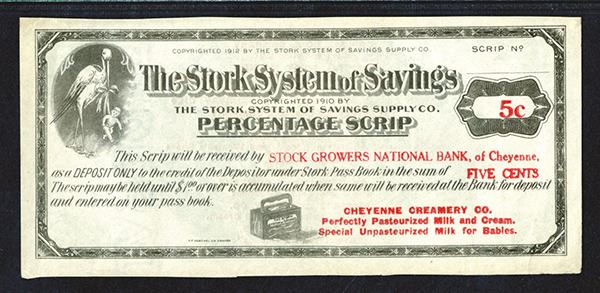 COPYRIGHTED 1912 BY THE STORK SYSTEM OF SAVINGS SUPPLY CO.
SCRIP Nº
The Stork System of Savings
COPYRIGHTED 1910 BY
THE STORK SYSTEM OF SAVINGS SUPPLY CO.
PERCENTAGE SCRIP
5c
This Scrip will be received by STOCK GROWERS NATIONAL BANK, of Cheyenne,
as a DEPOSIT ONLY to the credit of the Depositor under Stork Pass Book in the sum of FIVE CENTS
The scrip may be held until $1.00 or over is accumulated when same will be received at the Bank for deposit
and entered on your pass book.
CHEYENNE CREAMERY CO.
Perfectly Pasteurized Milk and Cream.
Special Unpasteurized Milk for Babies.